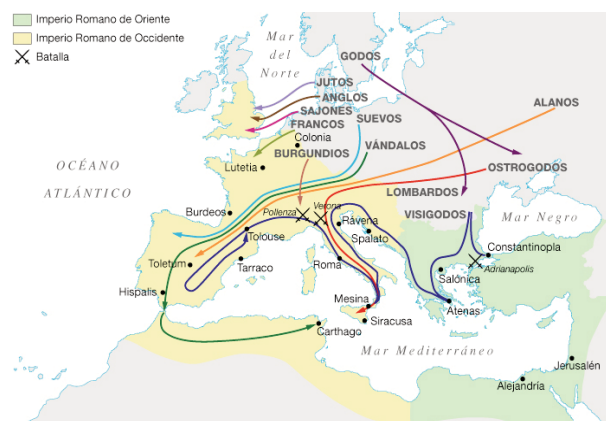 Imperio Romano de Oriente
Imperio Romano de Occidente
Batalla
Mar
del
Norte
GODOS
JUTOS
ANGLOS
SAJONES
FRANCOS
SUEVOS
ALANOS
Colonia
VÁNDALOS
BURGUNDIOS
OSTROGODOS
Lutetia
OCÉANO
ATLÁNTICO
LOMBARDOS
VISIGODOS
Mar Negro
Burdeos
Pollenza
Verona
Ravena
Spalato
Constantinopla
Adrianapolis
Tolouse
Toletum
Tarraco
Roma
Salónica
Hispalis
Mesina
Siracusa
Atenas
Carthago
Mar Mediterráneo
Jerusalén
Alejandría